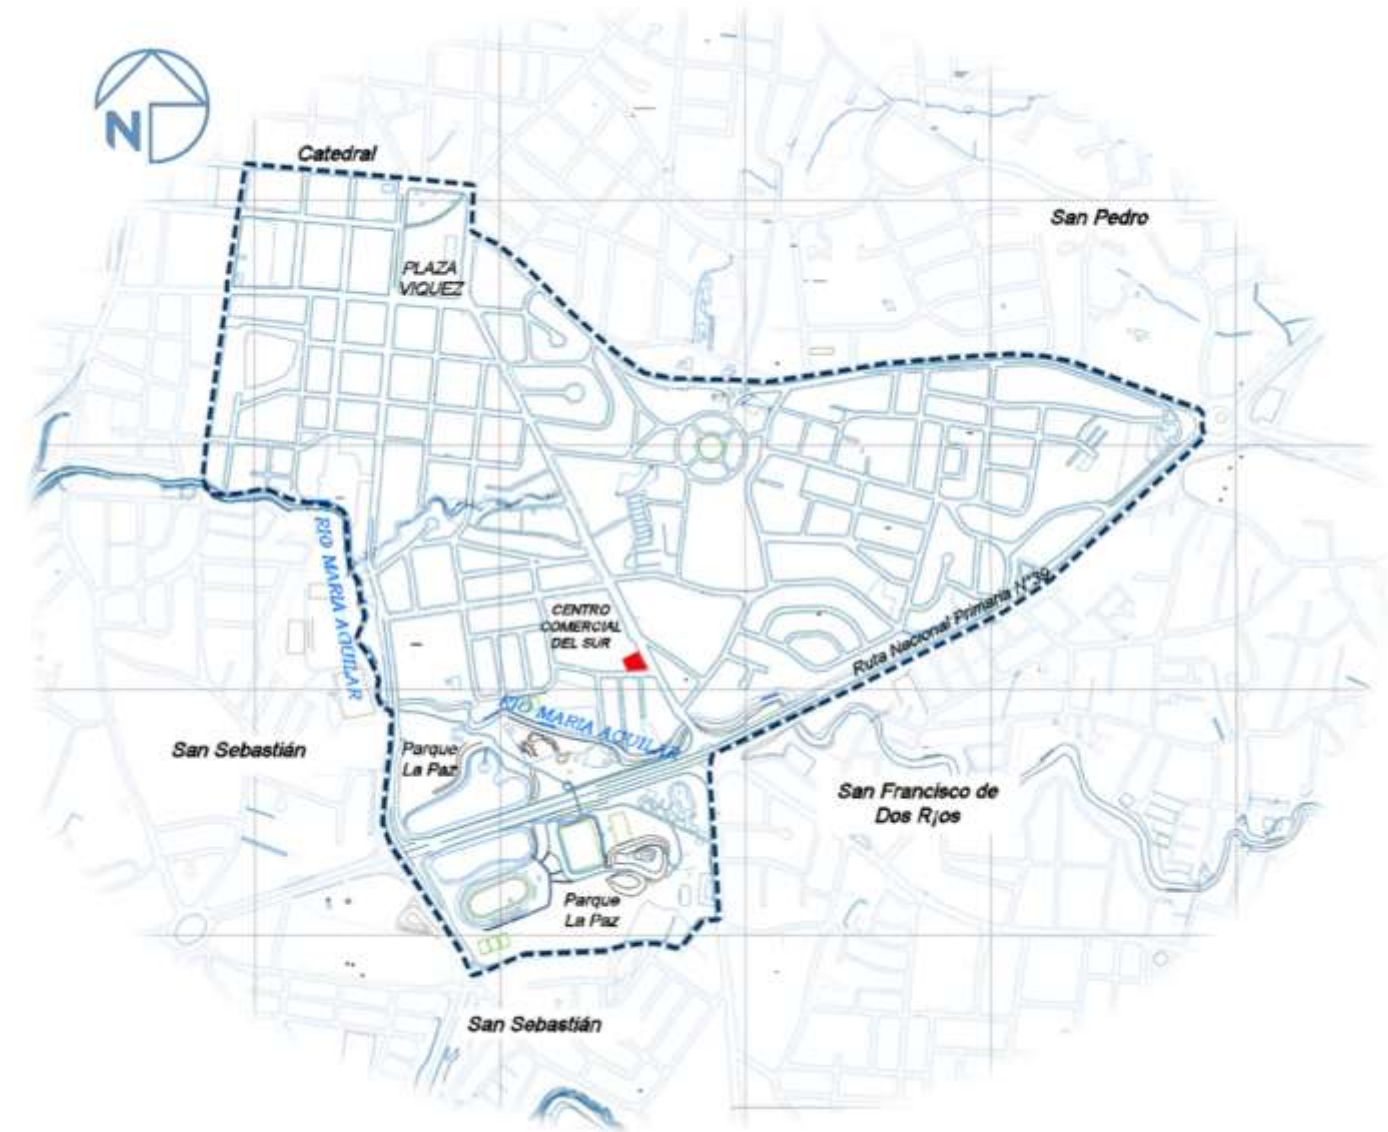 N
Catedral
San Pedro
PLAZA
VIQUEZ
RIO MARIA AGUILAR
CENTRO
COMERCIAL
DEL SUR
Ruta Nacional Primaria N°39
RIO MARIA AGUILAR
San Sebastián
Parque
La Paz
San Francisco de
Dos R¡os
Parque
La Paz
San Sebastián